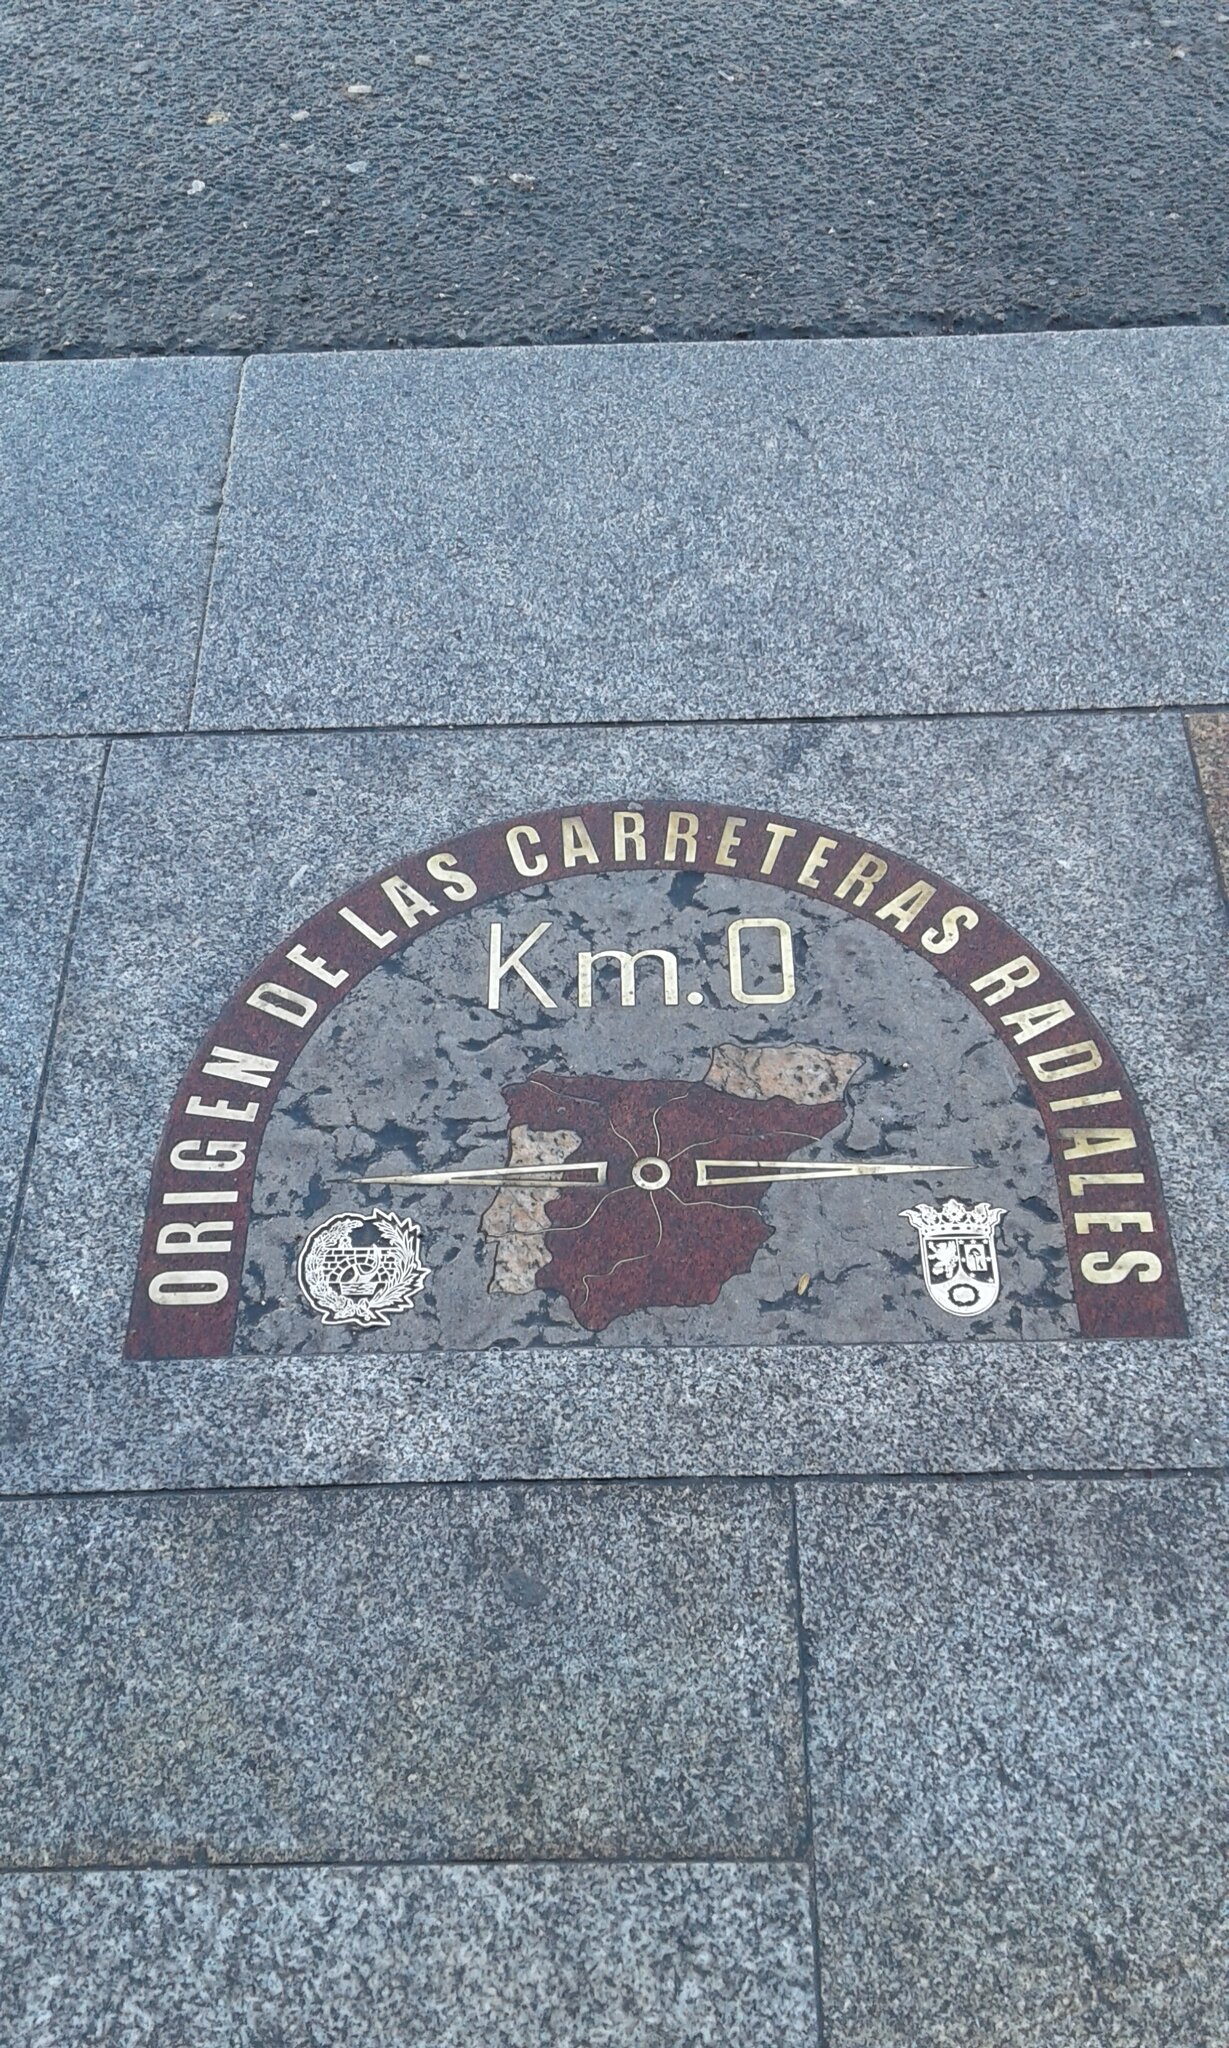 ORIGEN DE LAS CARRETERAS RADIALES
Km. 0